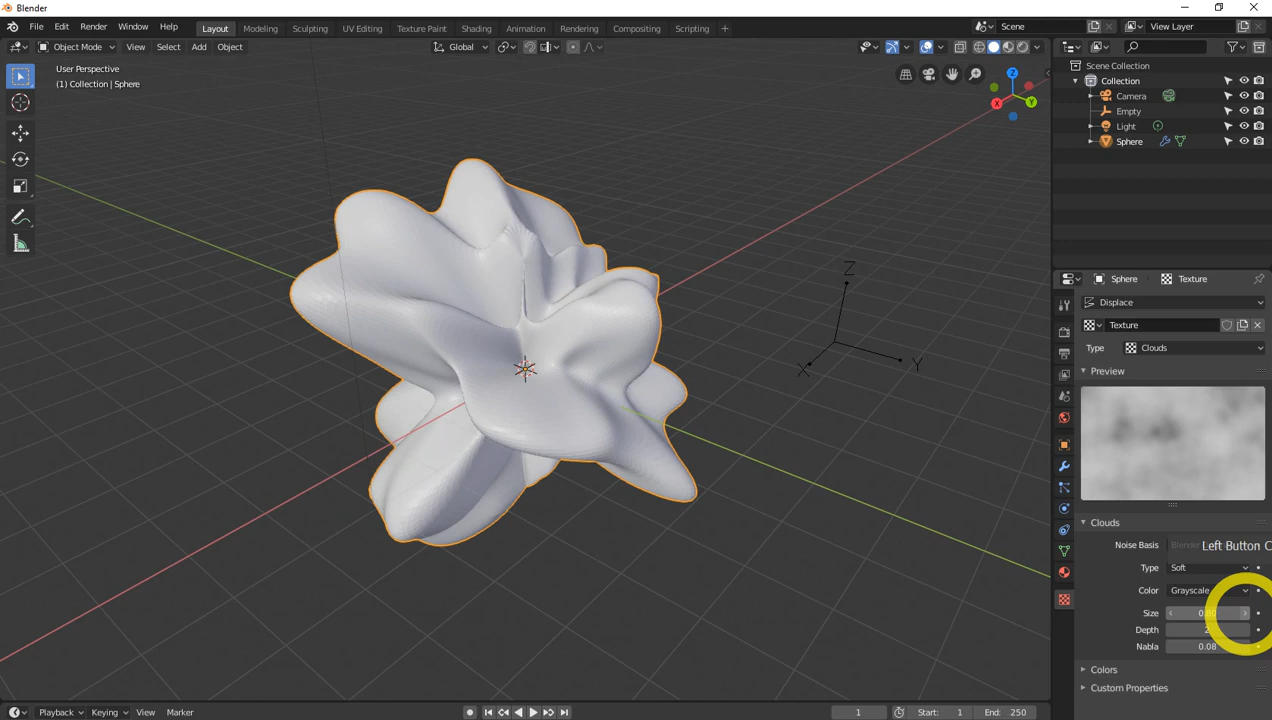 Blender
File Edit Render Window Help Layout Modeling Sculpting UV Editing Texture Paint Shading Animation Rendering Compositing Scripting + Scene View Layer
Object Mode View Select Add Object Global
User Perspective
(1) Collection | Sphere
Z
Y
X
X
Y
Z
Scene Collection
Collection
Camera
Empty
Light
Sphere
Sphere Texture
Displace
Texture
Type Clouds
Preview
Clouds
Noise Basis Blender Left Button C
Type Soft
Color Grayscale
Size
Depth
Nabla 0.08
Colors
Custom Properties
Playback Keying View Marker 1 Start: 1 End: 250